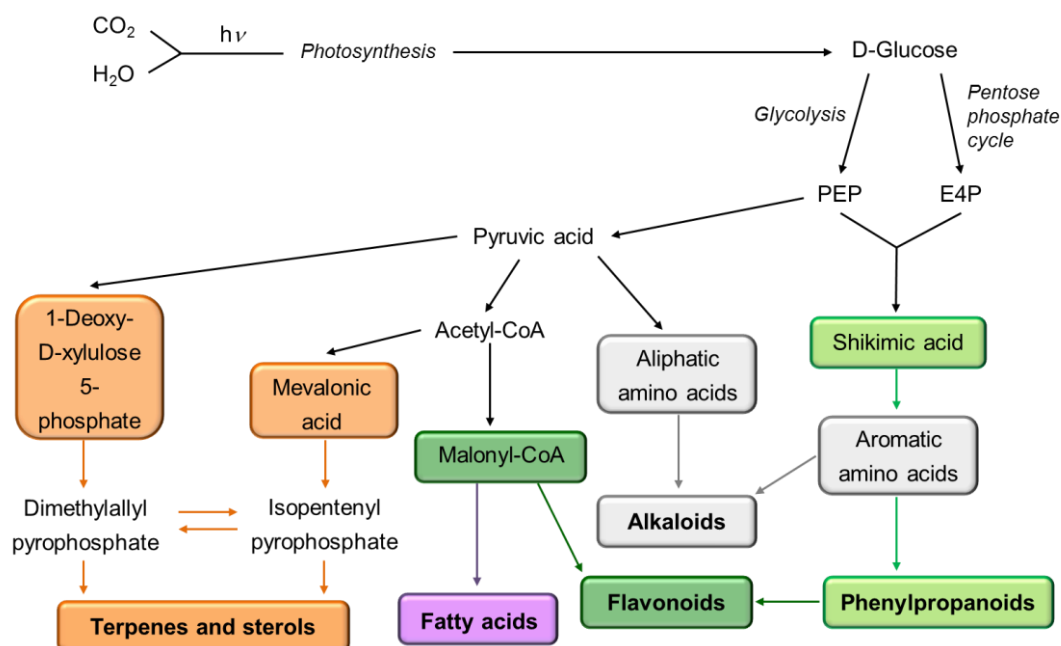 CO₂
hν
Photosynthesis
D-Glucose
H₂O
Glycolysis
Pentose
phosphate
cycle
PEP
E4P
Pyruvic acid
1-Deoxy-
D-xylulose
5-
phosphate
Acetyl-CoA
Mevalonic
acid
Aliphatic
amino acids
Shikimic acid
Malonyl-CoA
Aromatic
amino acids
Dimethylallyl
pyrophosphate
Isopentenyl
pyrophosphate
Alkaloids
Terpenes and sterols
Fatty acids
Flavonoids
Phenylpropanoids